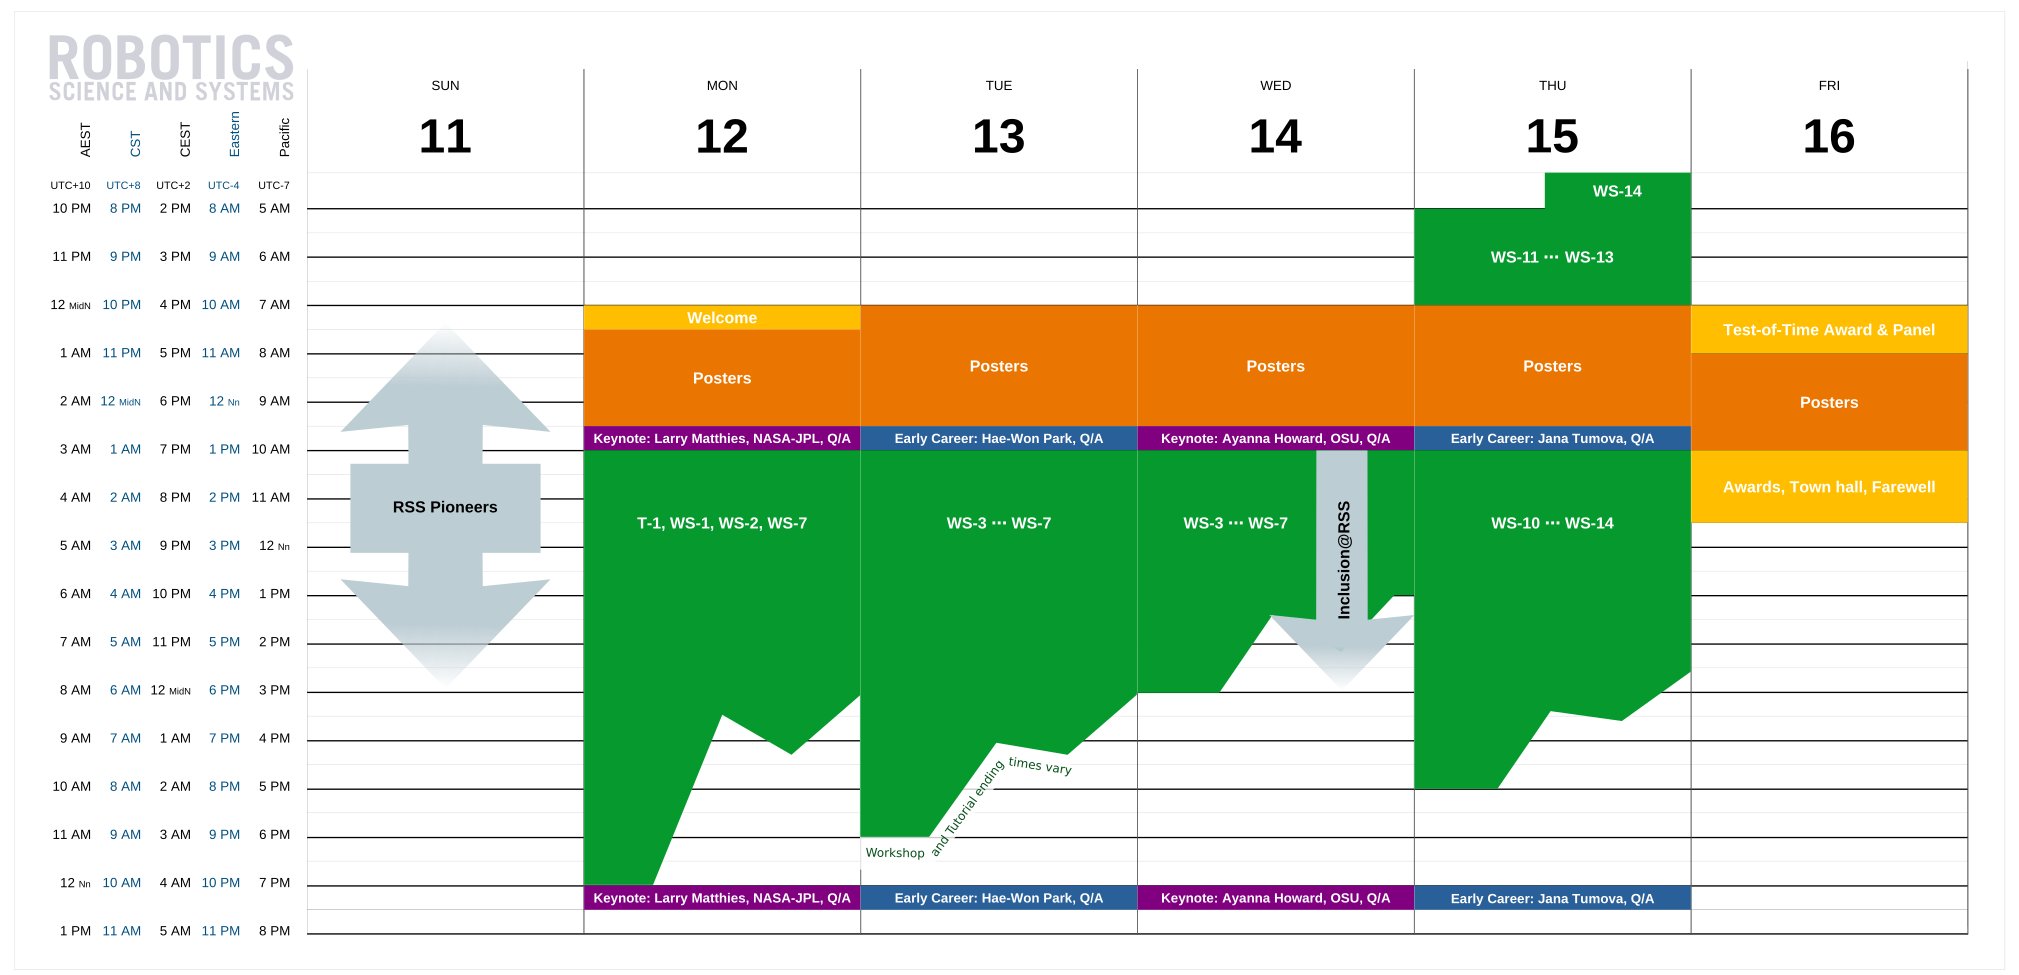 ROBOTICS
SCIENCE AND SYSTEMS
SUN MON TUE WED THU FRI
11 12 13 14 15 16
AEST CST CEST Eastern Pacific
UTC+10 UTC+8 UTC+2 UTC-4 UTC-7
WS-14
10 PM 8 PM 2 PM 8 AM 5 AM
11 PM 9 PM 3 PM 9 AM 6 AM
WS-11 ··· WS-13
12 MidN 10 PM 4 PM 10 AM 7 AM
Welcome
Test-of-Time Award & Panel
1 AM 11 PM 5 PM 11 AM 8 AM
Posters Posters Posters
Posters
2 AM 12 MidN 6 PM 12 Nn 9 AM
Posters
Keynote: Larry Matthies, NASA-JPL, Q/A Early Career: Hae-Won Park, Q/A Keynote: Ayanna Howard, OSU, Q/A Early Career: Jana Tumova, Q/A
3 AM 1 AM 7 PM 1 PM 10 AM
Awards, Town hall, Farewell
4 AM 2 AM 8 PM 2 PM 11 AM
RSS Pioneers
T-1, WS-1, WS-2, WS-7 WS-3 ··· WS-7 WS-3 ··· WS-7 WS-10 ··· WS-14
Inclusion@RSS
5 AM 3 AM 9 PM 3 PM 12 Nn
6 AM 4 AM 10 PM 4 PM 1 PM
7 AM 5 AM 11 PM 5 PM 2 PM
8 AM 6 AM 12 MidN 6 PM 3 PM
9 AM 7 AM 1 AM 7 PM 4 PM
10 AM 8 AM 2 AM 8 PM 5 PM
11 AM 9 AM 3 AM 9 PM 6 PM
Workshop and Tutorial ending times vary
12 Nn 10 AM 4 AM 10 PM 7 PM
Keynote: Larry Matthies, NASA-JPL, Q/A Early Career: Hae-Won Park, Q/A Keynote: Ayanna Howard, OSU, Q/A Early Career: Jana Tumova, Q/A
1 PM 11 AM 5 AM 11 PM 8 PM